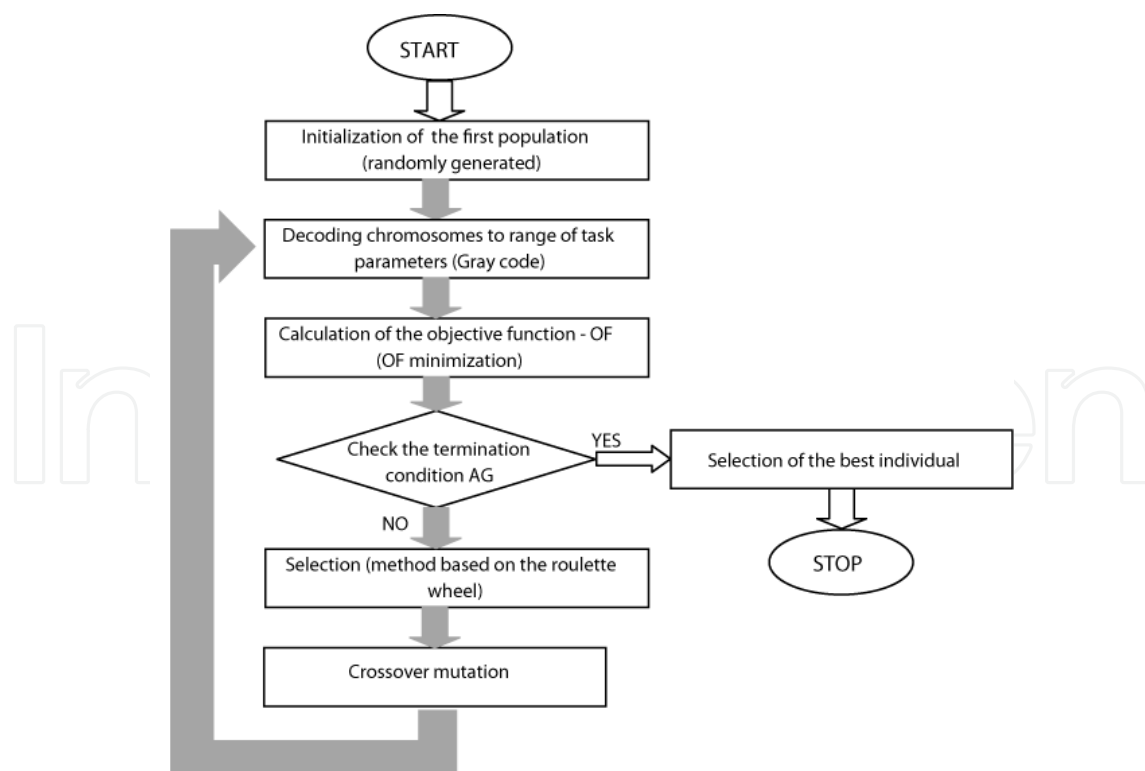 START
Initialization of the first population
(randomly generated)
Decoding chromosomes to range of task
parameters (Gray code)
Calculation of the objective function - OF
(OF minimization)
Check the termination
condition AG
YES
Selection of the best individual
NO
STOP
Selection (method based on the roulette
wheel)
Crossover mutation